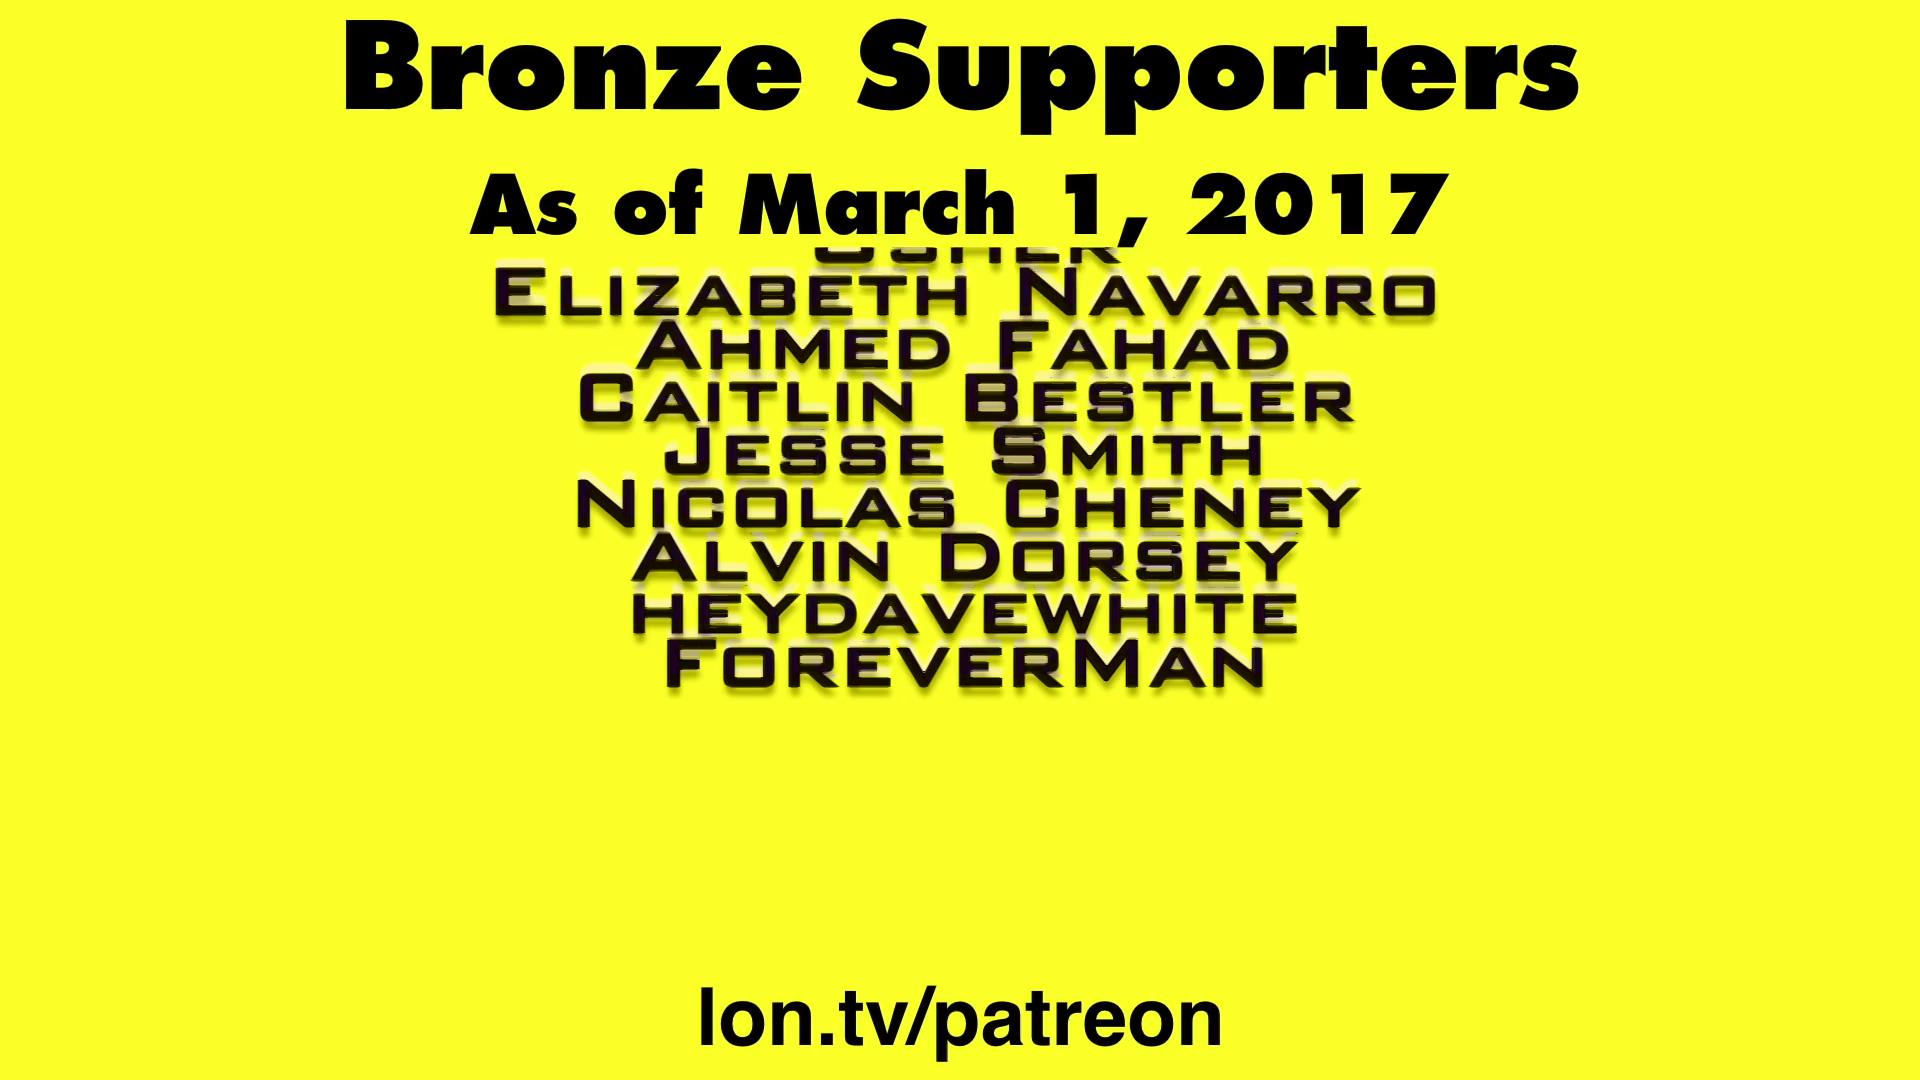 Bronze Supporters
As of March 1, 2017
Elizabeth Navarro
Ahmed Fahad
Caitlin Bestler
Jesse Smith
Nicolas Cheney
Alvin Dorsey
heydavewhite
ForeverMan
lon.tv/patreon